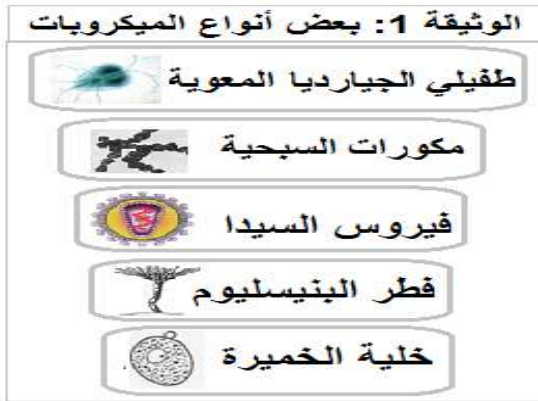 الوثيقة 1: بعض أنواع الميكروبات
طفيلي الجيارديا المعوية
مكورات السبحية
فيروس السيدا
فطر البنيسليوم
خلية الخميرة